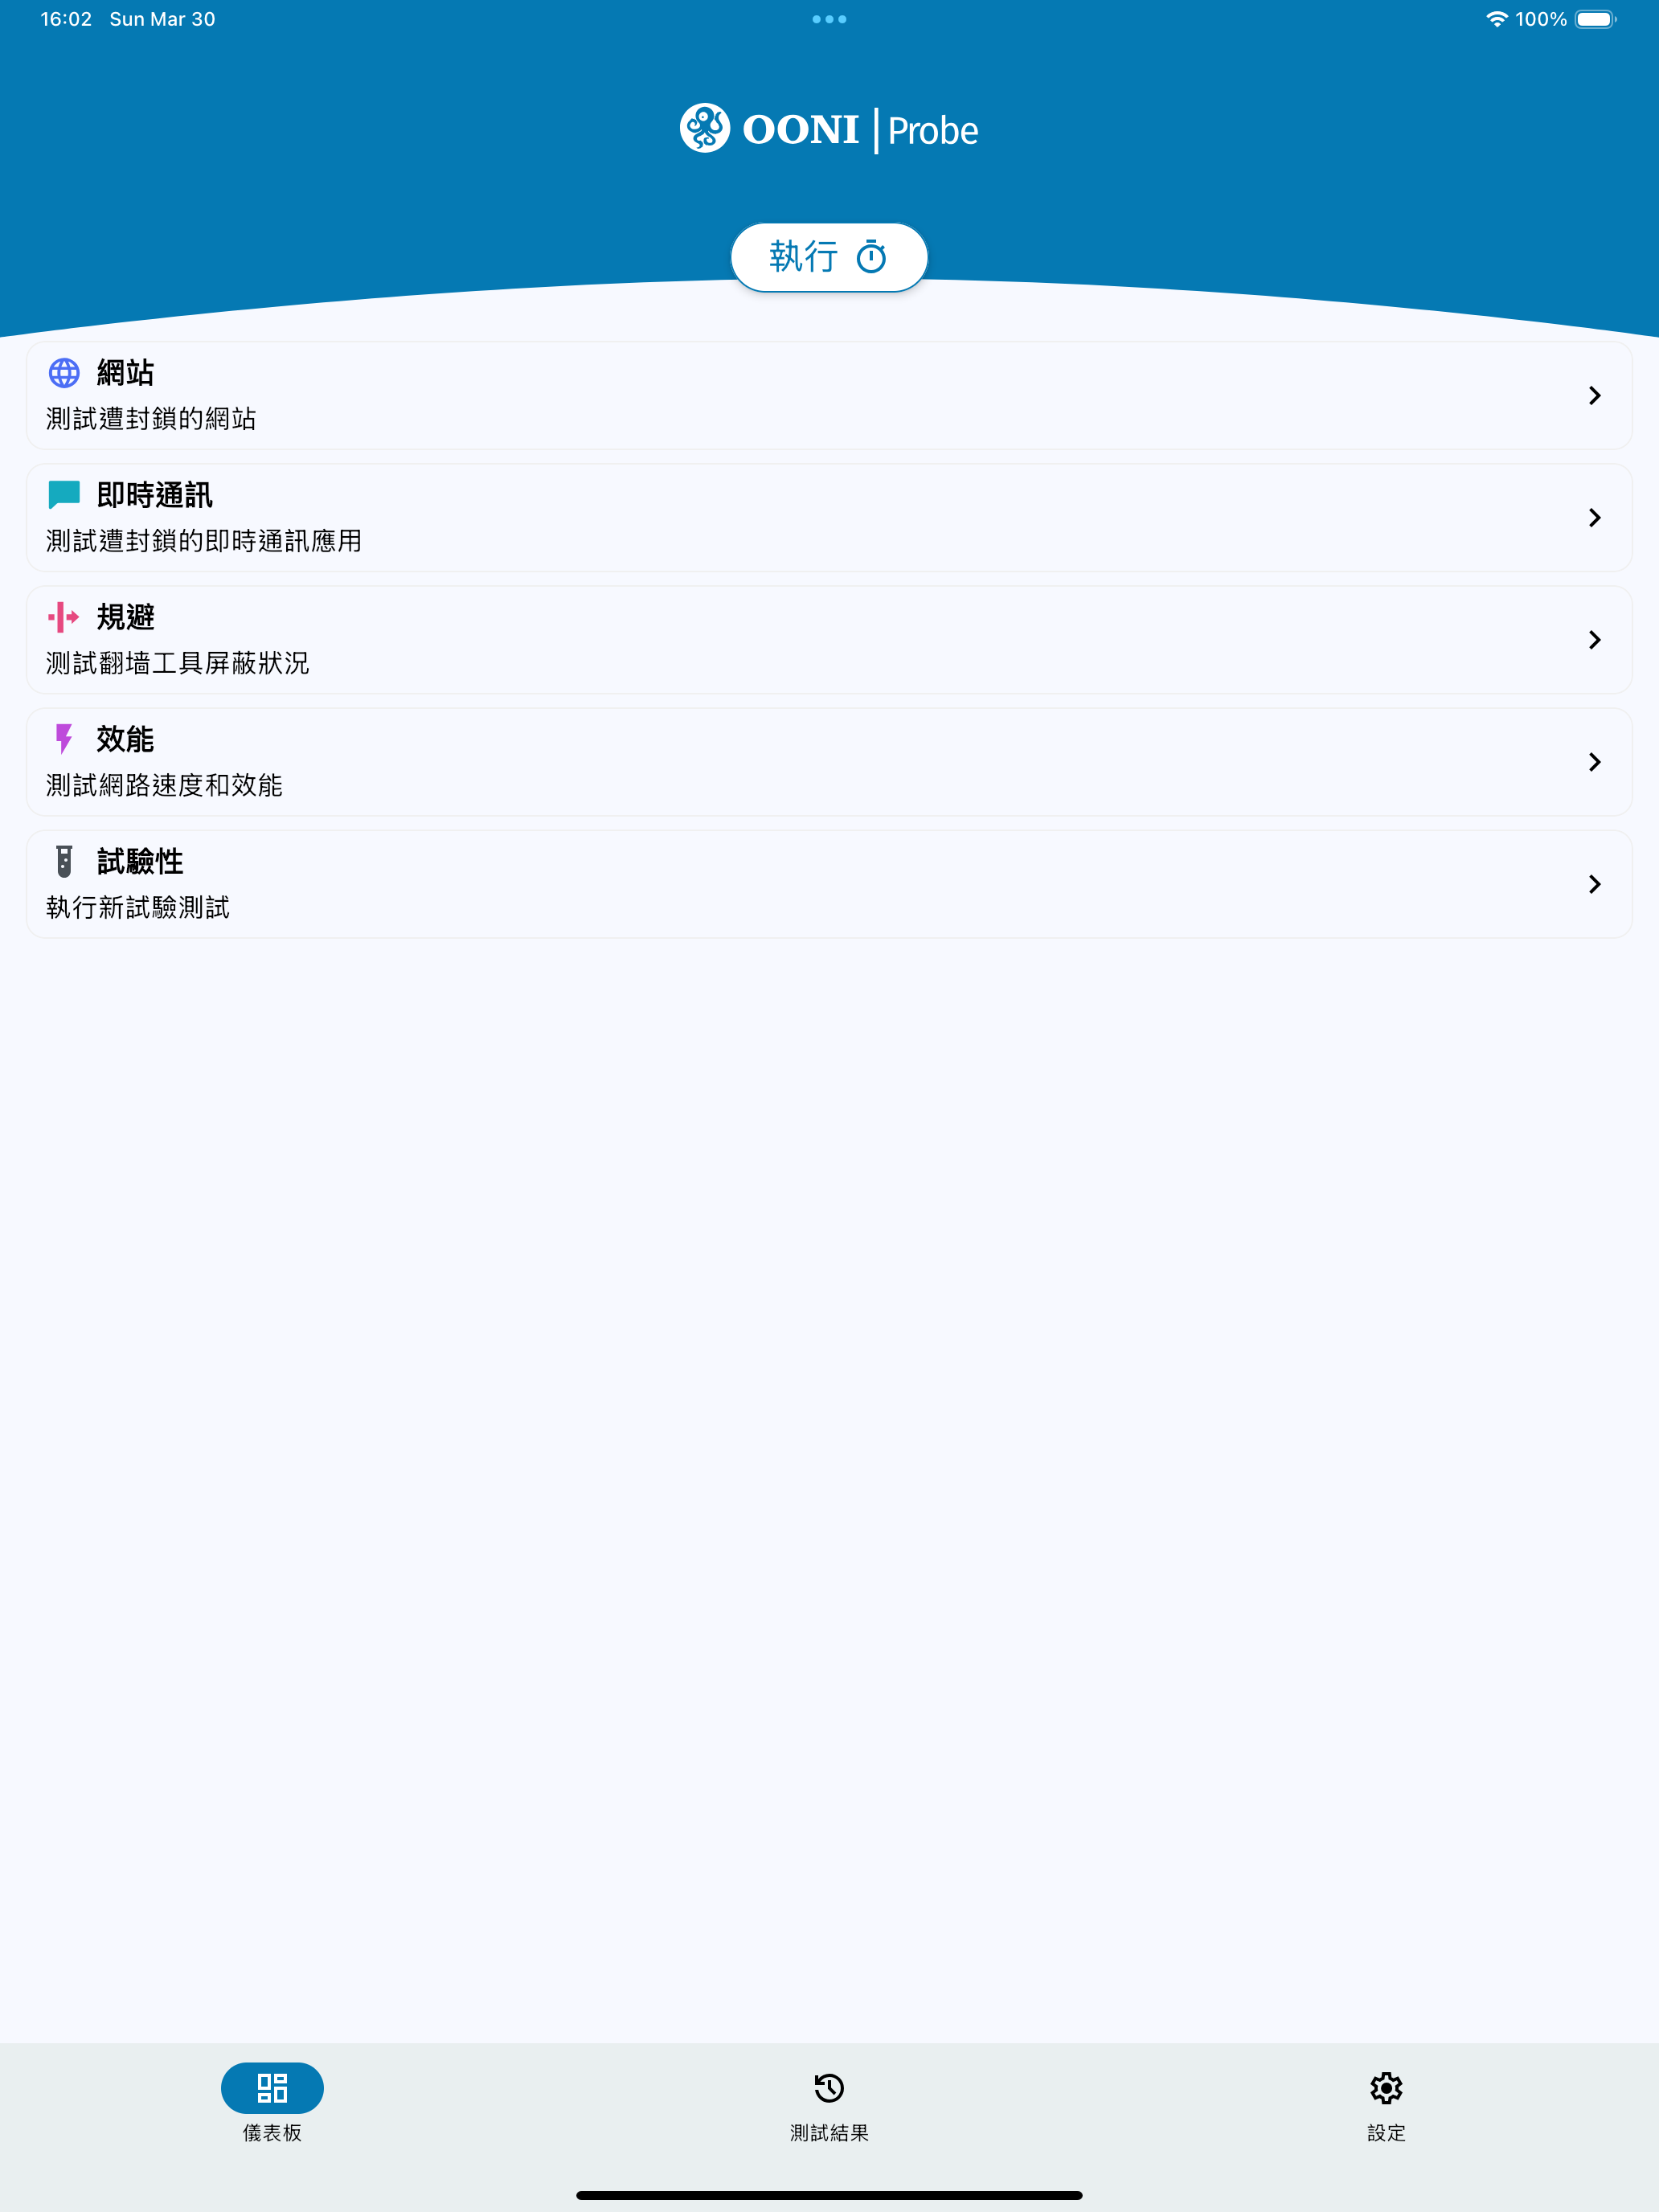 16:02 Sun Mar 30
100%
OONI | Probe
執行
網站
測試遭封鎖的網站
即時通訊
測試遭封鎖的即時通訊應用
規避
测試翻墙工具屏蔽狀況
效能
測試網路速度和效能
試驗性
執行新試驗測試
儀表板
測試結果
設定